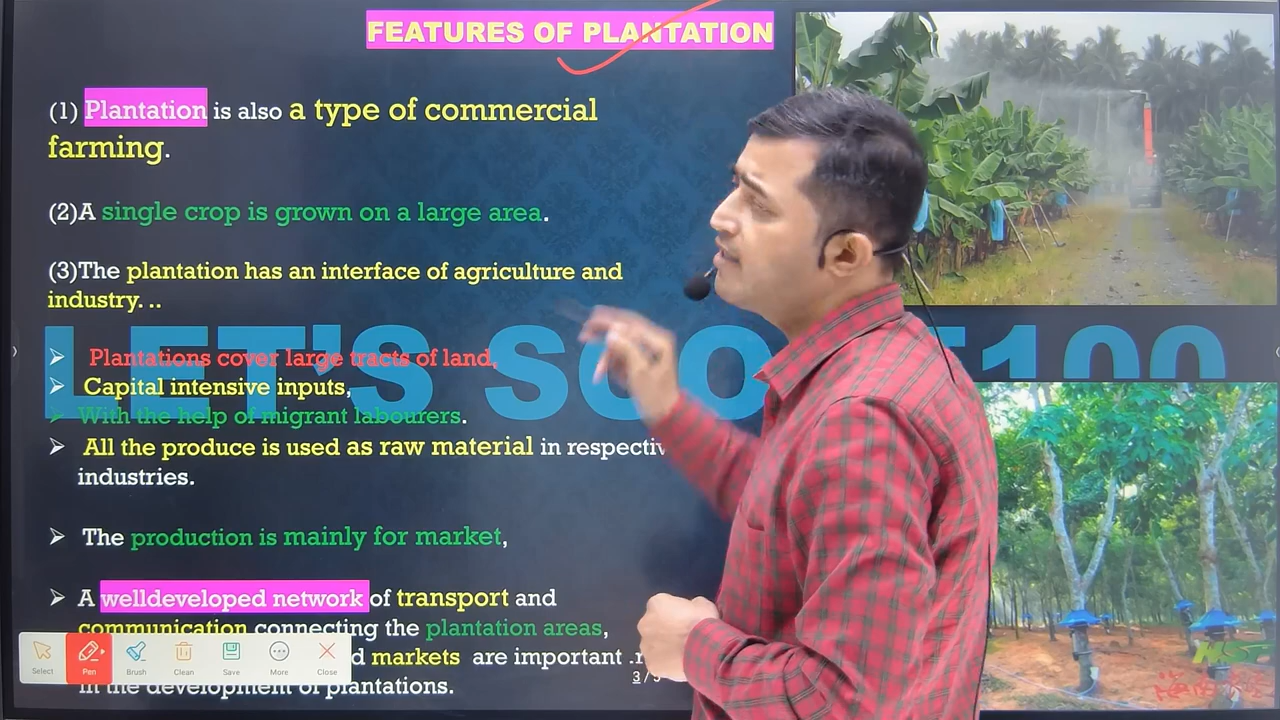 FEATURES OF PLANTATION
(1) Plantation is also a type of commercial
farming.
(2)A single crop is grown on a large area.
(3)The plantation has an interface of agriculture and
industry. ..
LET'S SCO 100
➢ Plantations cover large tracts of land,
➢ Capital intensive inputs,
➢ With the help of migrant labourers.
➢ All the produce is used as raw material in
industries.
➢ The production is mainly for market,
➢ A welldeveloped network of transport and
communication connecting the plantation areas,
markets are important .
in the development of plantations.
Select
Pen
Brush
Clean
Save
More
Close